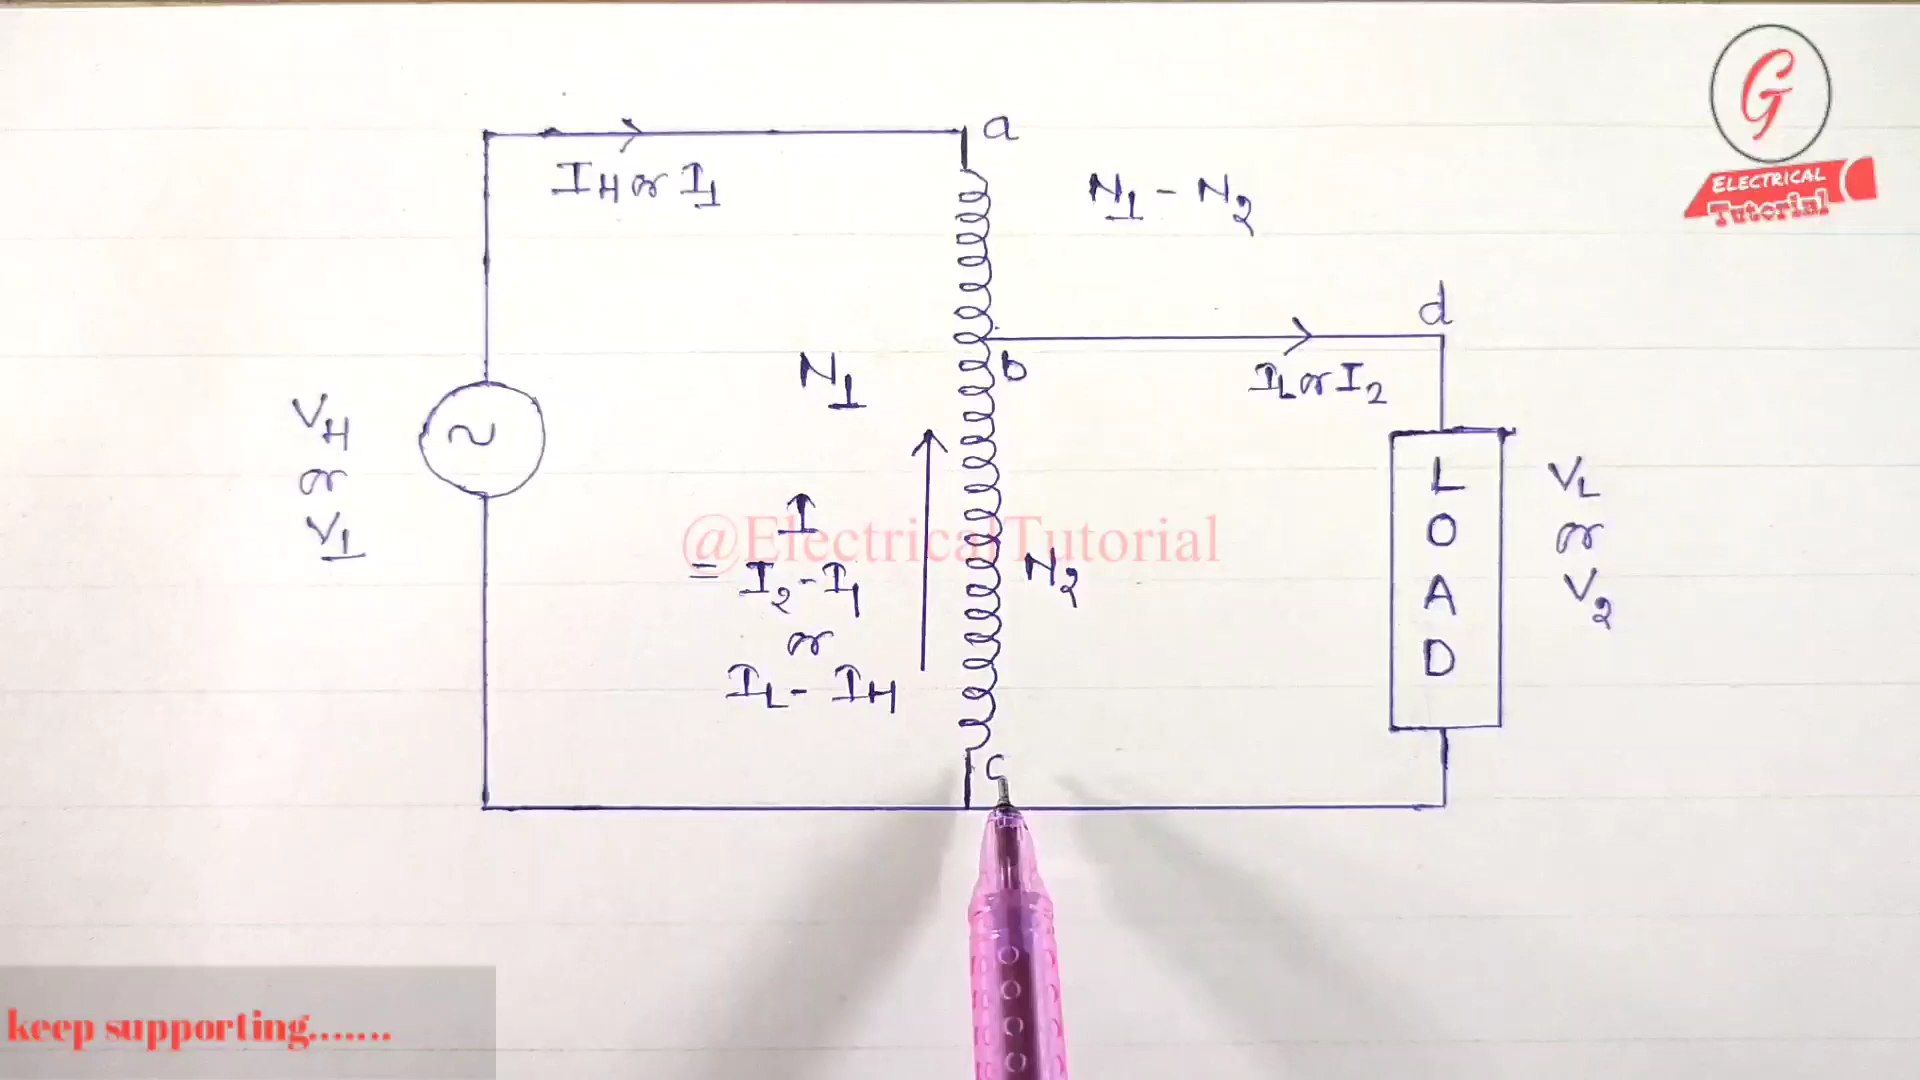 G
ELECTRICAL
Tutorial
a
I_H or I_1
N_1 - N_2
d
b
I_L or I_2
N_1
V_H
or
V_1
~
I
= I_2 - I_1
or
I_L - I_H
N_2
L
O
A
D
V_L
or
V_2
@ElectricalTutorial
c
keep supporting.......